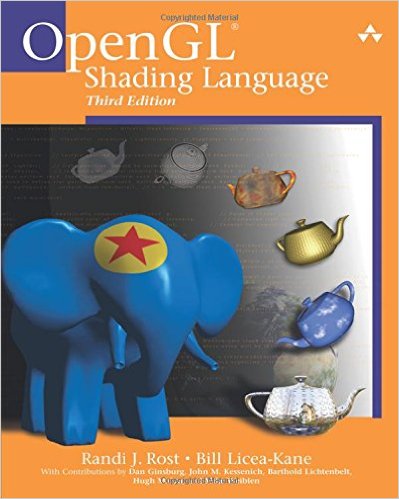 OpenGL®
Shading Language
Third Edition
Randi J. Rost • Bill Licea-Kane
With Contributions by Dan Ginsburg, John M. Kessenich, Barthold Lichtenbelt,
Hugh